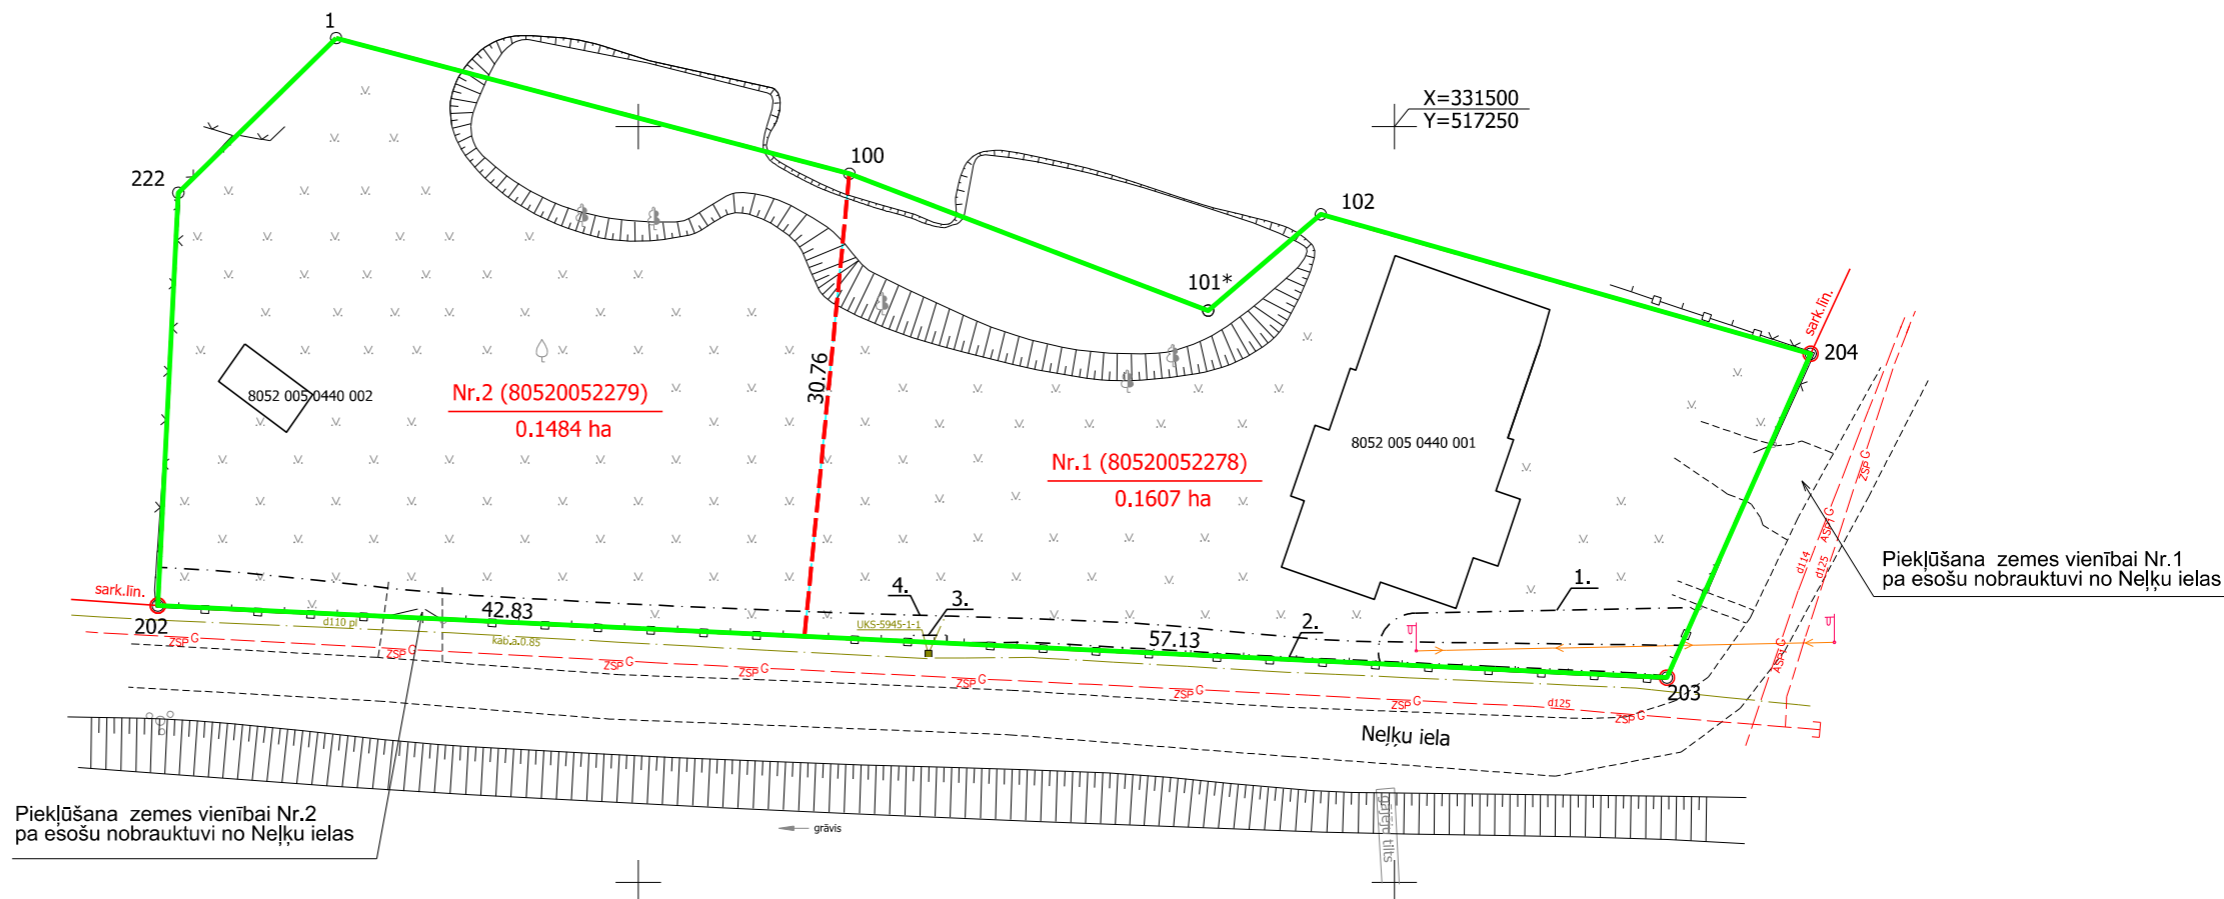 1
X=331500
Y=517250
100
222
102
101*
sark.līn.
204
30.76
8052 005 0440 002
Nr.2 (80520052279)
0.1484 ha
8052 005 0440 001
Nr.1 (80520052278)
0.1607 ha
ZSP G
ASP G
d114
d125
Piekļūšana zemes vienībai Nr.1
pa esošu nobrauktuvi no Neļķu ielas
sark.līn.
4.
3.
1.
42.83
202
d110 pl
UKS-5945-1-1
2.
57.13
kab.a.0.85
ZSP G
ZSP G
ZSP G
ZSP G
ZSP G
ZSP G
ZSP G
d125
ZSP G
ASP G
203
Neļķu iela
Piekļūšana zemes vienībai Nr.2
pa esošu nobrauktuvi no Neļķu ielas
grāvis
gājēju tilts